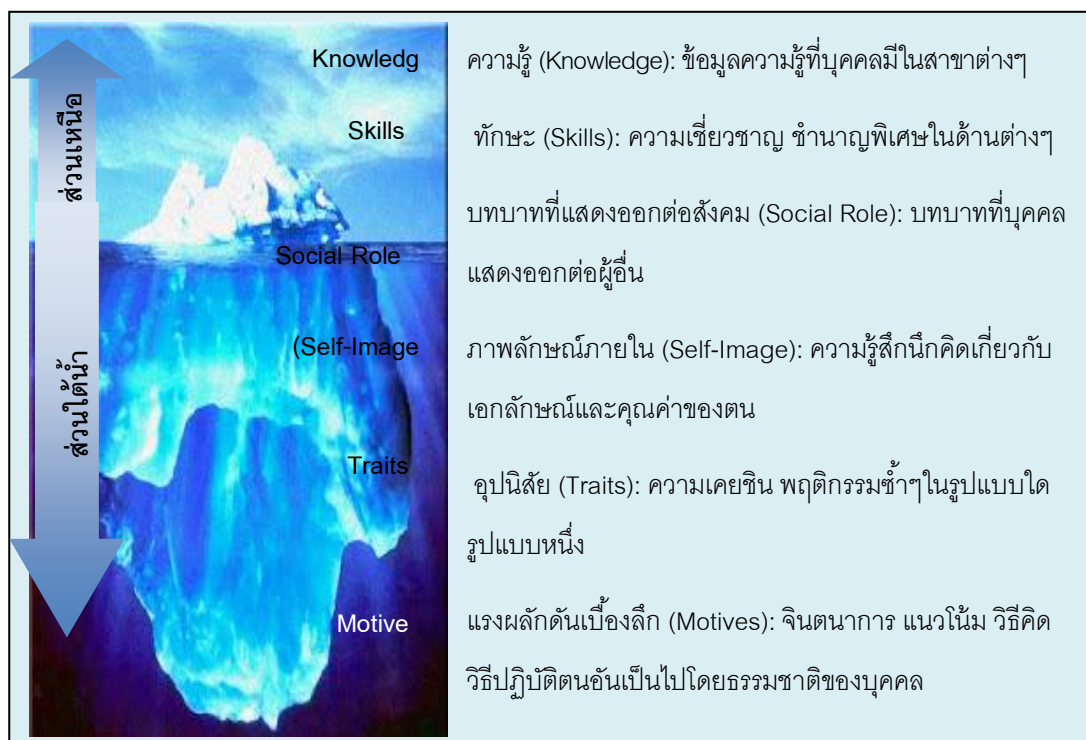 ส่วนเหนือ
ส่วนใต้น้ำ
Knowledg
Skills
Social Role
(Self-Image
Traits
Motive
ความรู้ (Knowledge): ข้อมูลความรู้ที่บุคคลมีในสาขาต่างๆ
ทักษะ (Skills): ความเชี่ยวชาญ ชำนาญพิเศษในด้านต่างๆ
บทบาทที่แสดงออกต่อสังคม (Social Role): บทบาทที่บุคคล
แสดงออกต่อผู้อื่น
ภาพลักษณ์ภายใน (Self-Image): ความรู้สึกนึกคิดเกี่ยวกับ
เอกลักษณ์และคุณค่าของตน
อุปนิสัย (Traits): ความเคยชิน พฤติกรรมซ้ำๆในรูปแบบใด
รูปแบบหนึ่ง
แรงผลักดันเบื้องลึก (Motives): จินตนาการ แนวโน้ม วิธีคิด
วิธีปฏิบัติตนอันเป็นไปโดยธรรมชาติของบุคคล